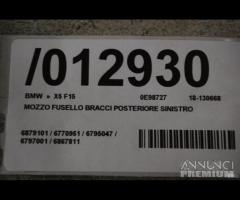 /012930
BMW ▸ X5 F15 0E98727 18-130668
MOZZO FUSELLO BRACCI POSTERIORE SINISTRO
6879101 / 6770951 / 6795047 /
6797001 / 6867811
ANNUNCI
PREMIUM